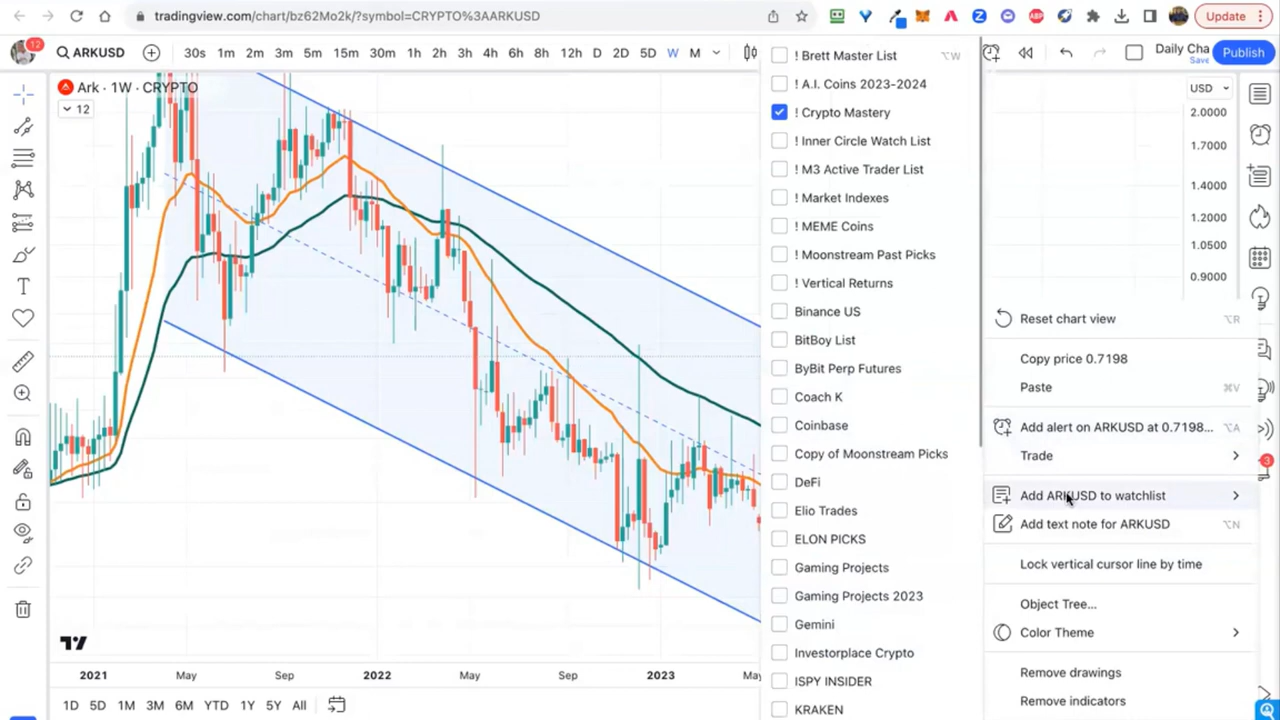 tradingview.com/chart/bz62Mo2k/?symbol=CRYPTO%3AARKUSD
ABP
Update
12
ARKUSD
30s 1m 2m 3m 5m 15m 30m 1h 2h 3h 4h 6h 8h 12h D 2D 5D W M
Daily Cha
Save
Publish
Ark · 1W · CRYPTO
12
USD
2.0000
1.7000
1.4000
1.2000
1.0500
0.9000
! Brett Master List ⌥W
! A.I. Coins 2023-2024
! Crypto Mastery
! Inner Circle Watch List
! M3 Active Trader List
! Market Indexes
! MEME Coins
! Moonstream Past Picks
! Vertical Returns
Binance US
BitBoy List
ByBit Perp Futures
Coach K
Coinbase
Copy of Moonstream Picks
DeFi
Elio Trades
ELON PICKS
Gaming Projects
Gaming Projects 2023
Gemini
Investorplace Crypto
ISPY INSIDER
KRAKEN
Reset chart view ⌥R
Copy price 0.7198
Paste ⌘V
Add alert on ARKUSD at 0.7198... ⌥A
Trade
Add ARKUSD to watchlist
Add text note for ARKUSD ⌥N
Lock vertical cursor line by time
Object Tree...
Color Theme
Remove drawings
Remove indicators
3
2021 May Sep 2022 May Sep 2023 May
1D 5D 1M 3M 6M YTD 1Y 5Y All